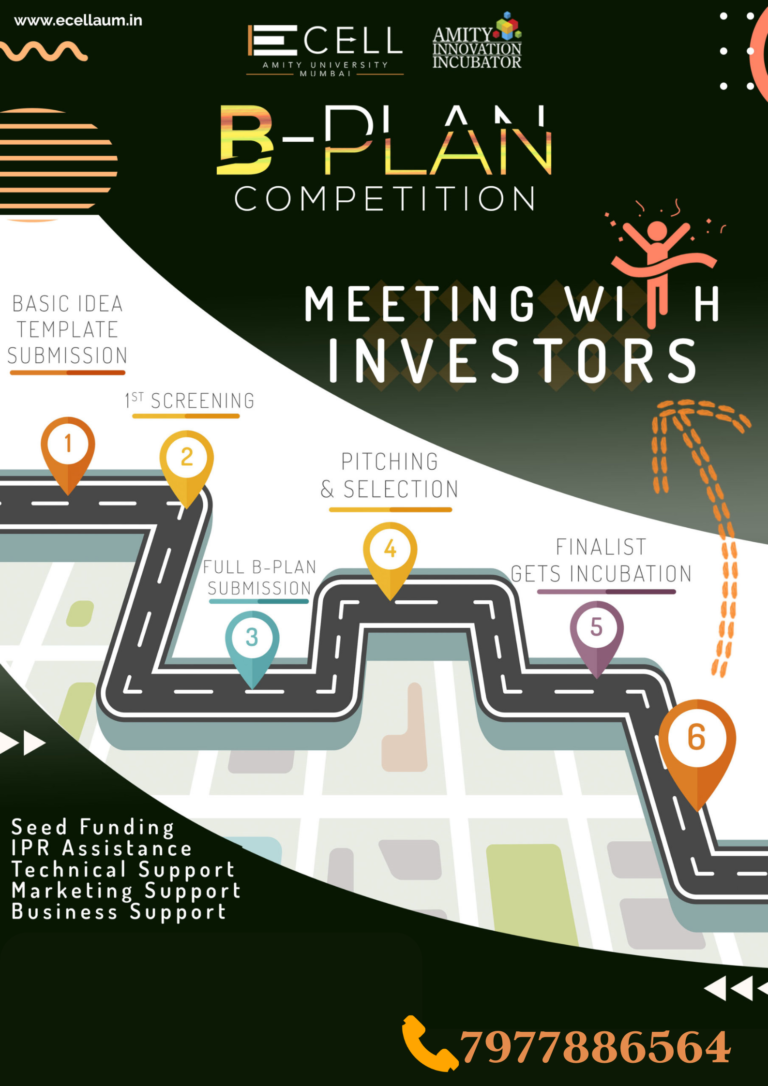 www.ecellaum.in
ECELL
AMITY UNIVERSITY
MUMBAI
AMITY
INNOVATION
INCUBATOR
B-PLAN
COMPETITION
MEETING WITH
INVESTORS
BASIC IDEA
TEMPLATE
SUBMISSION
1
1ST SCREENING
2
FULL B-PLAN
SUBMISSION
3
PITCHING
& SELECTION
4
FINALIST
GETS INCUBATION
5
6
Seed Funding
IPR Assistance
Technical Support
Marketing Support
Business Support
7977886564